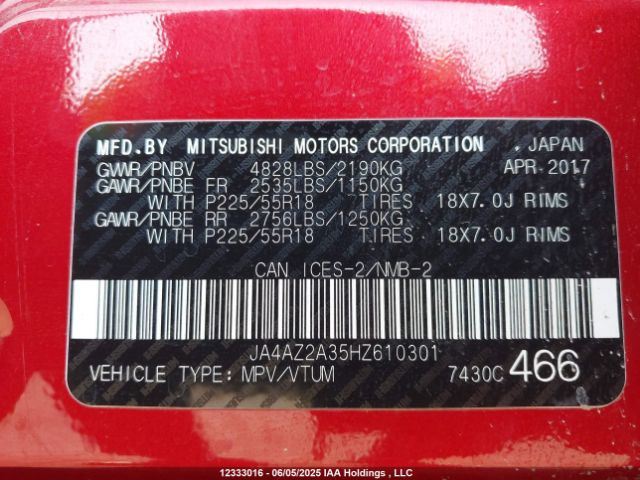 MFD.BY MITSUBISHI MOTORS CORPORATION , JAPAN
GVWR/PNBV 4828LBS/2190KG APR 2017
GAWR/PNBE FR 2535LBS/1150KG
WITH P225/55R18 TIRES 18X7.0J RIMS
GAWR/PNBE RR 2756LBS/1250KG
WITH P225/55R18 TIRES 18X7.0J RIMS
CAN ICES-2/NMB-2
JA4AZ2A35HZ610301
VEHICLE TYPE: MPV/VTUM 7430C 466
12333016 - 06/05/2025 IAA Holdings , LLC